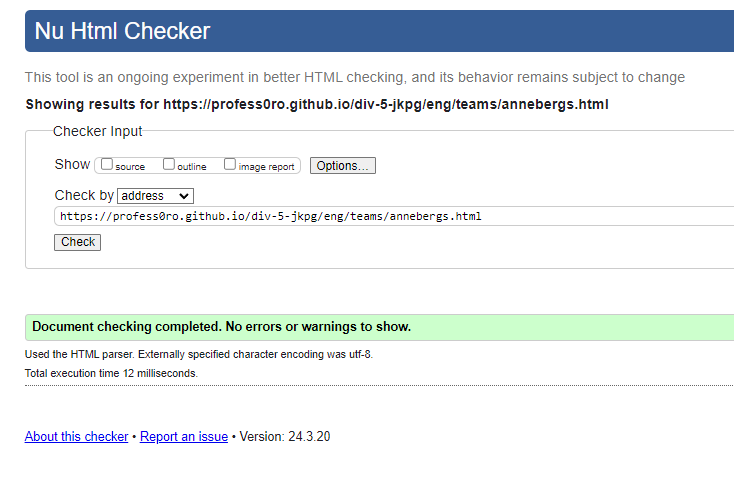 Nu Html Checker
This tool is an ongoing experiment in better HTML checking, and its behavior remains subject to change
Showing results for https://profess0ro.github.io/div-5-jkpg/eng/teams/annebergs.html
Checker Input
Show source outline image report Options...
Check by address
https://profess0ro.github.io/div-5-jkpg/eng/teams/annebergs.html
Check
Document checking completed. No errors or warnings to show.
Used the HTML parser. Externally specified character encoding was utf-8.
Total execution time 12 milliseconds.
About this checker • Report an issue • Version: 24.3.20